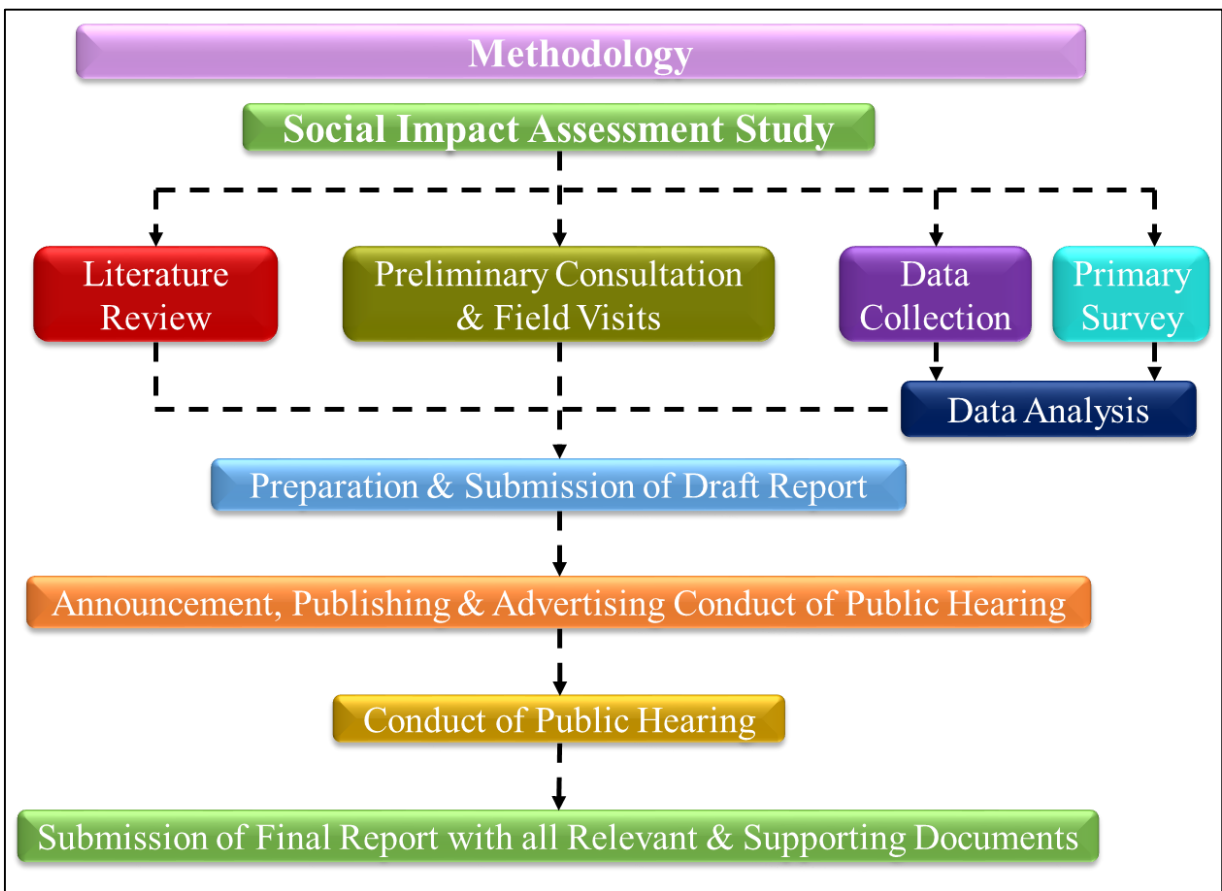 Methodology
Social Impact Assessment Study
Literature
Review
Preliminary Consultation
& Field Visits
Data
Collection
Primary
Survey
Data Analysis
Preparation & Submission of Draft Report
Announcement, Publishing & Advertising Conduct of Public Hearing
Conduct of Public Hearing
Submission of Final Report with all Relevant & Supporting Documents